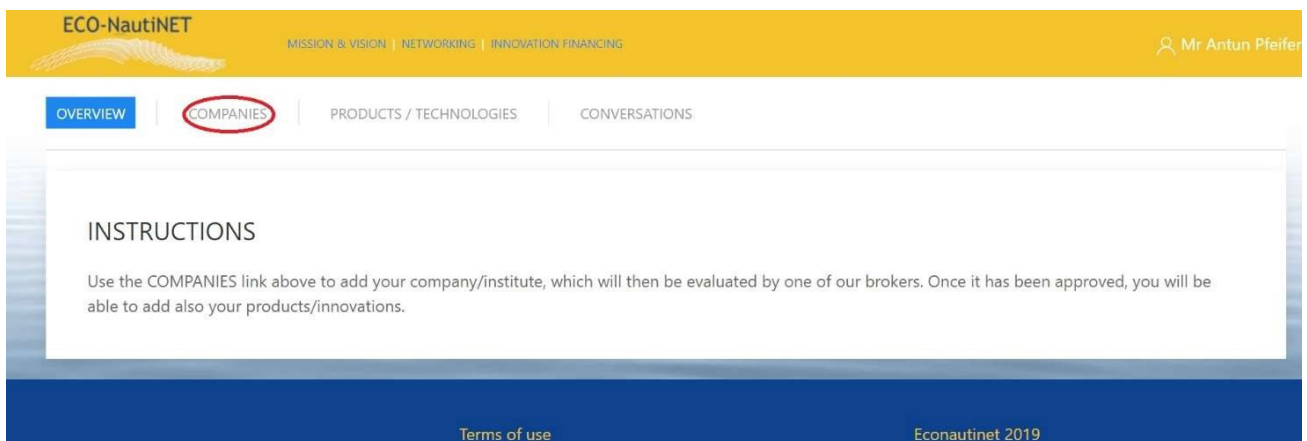 ECO-NautiNET
MISSION & VISION | NETWORKING | INNOVATION FINANCING
Mr Antun Pfeifer
OVERVIEW
COMPANIES
PRODUCTS / TECHNOLOGIES
CONVERSATIONS
INSTRUCTIONS
Use the COMPANIES link above to add your company/institute, which will then be evaluated by one of our brokers. Once it has been approved, you will be
able to add also your products/innovations.
Terms of use
Econautinet 2019